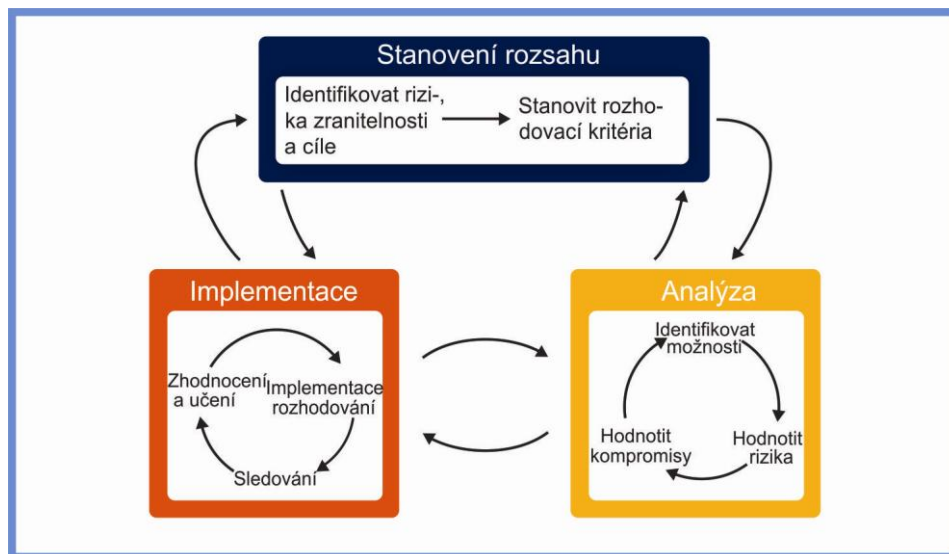 Stanovení rozsahu
Identifikovat rizi-,
ka zranitelnosti
a cíle
Stanovit rozho-
dovací kritéria
Implementace
Zhodnocení
a učení
Implementace
rozhodování
Sledování
Analýza
Identifikovat
možnosti
Hodnotit
rizika
Hodnotit
kompromisy